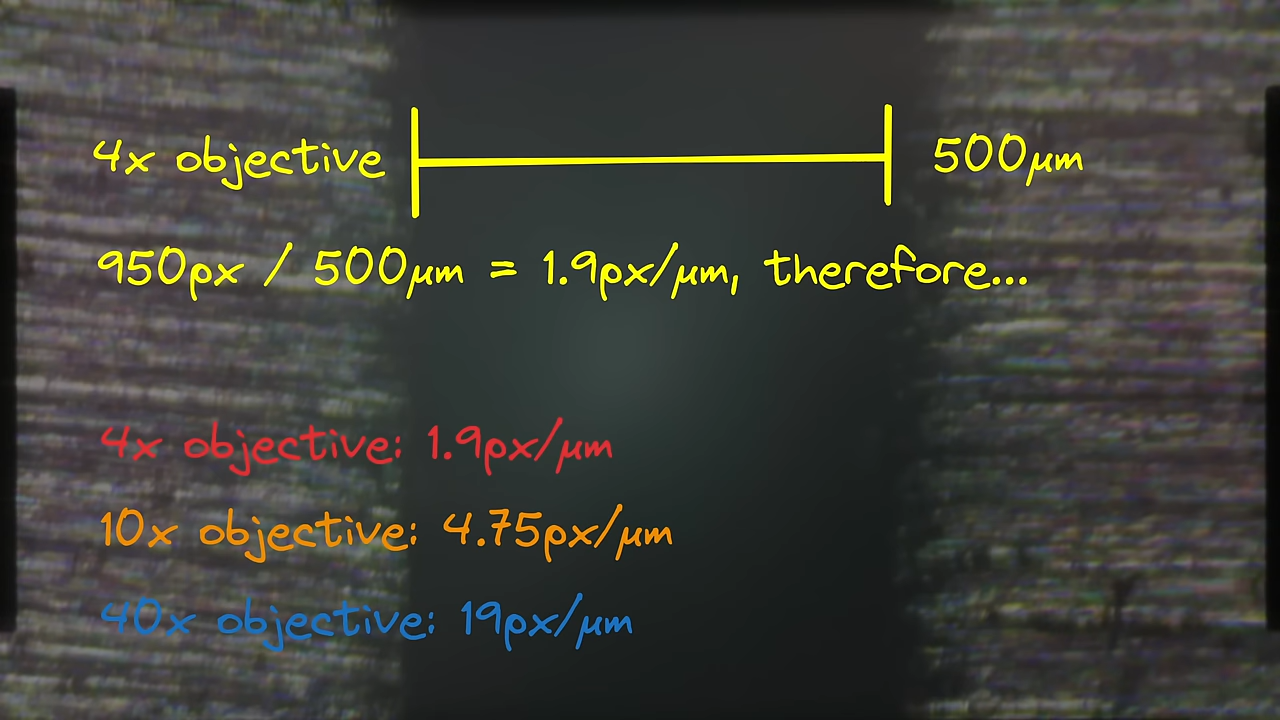 4x objective 500µm
950px / 500µm = 1.9px/µm, therefore...
4x objective: 1.9px/µm
10x objective: 4.75px/µm
40x objective: 19px/µm